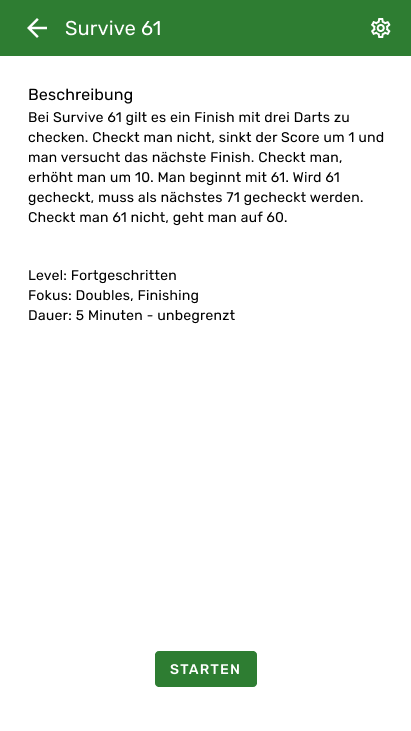 Survive 61
Beschreibung
Bei Survive 61 gilt es ein Finish mit drei Darts zu
checken. Checkt man nicht, sinkt der Score um 1 und
man versucht das nächste Finish. Checkt man,
erhöht man um 10. Man beginnt mit 61. Wird 61
gecheckt, muss als nächstes 71 gecheckt werden.
Checkt man 61 nicht, geht man auf 60.
Level: Fortgeschritten
Fokus: Doubles, Finishing
Dauer: 5 Minuten - unbegrenzt
STARTEN